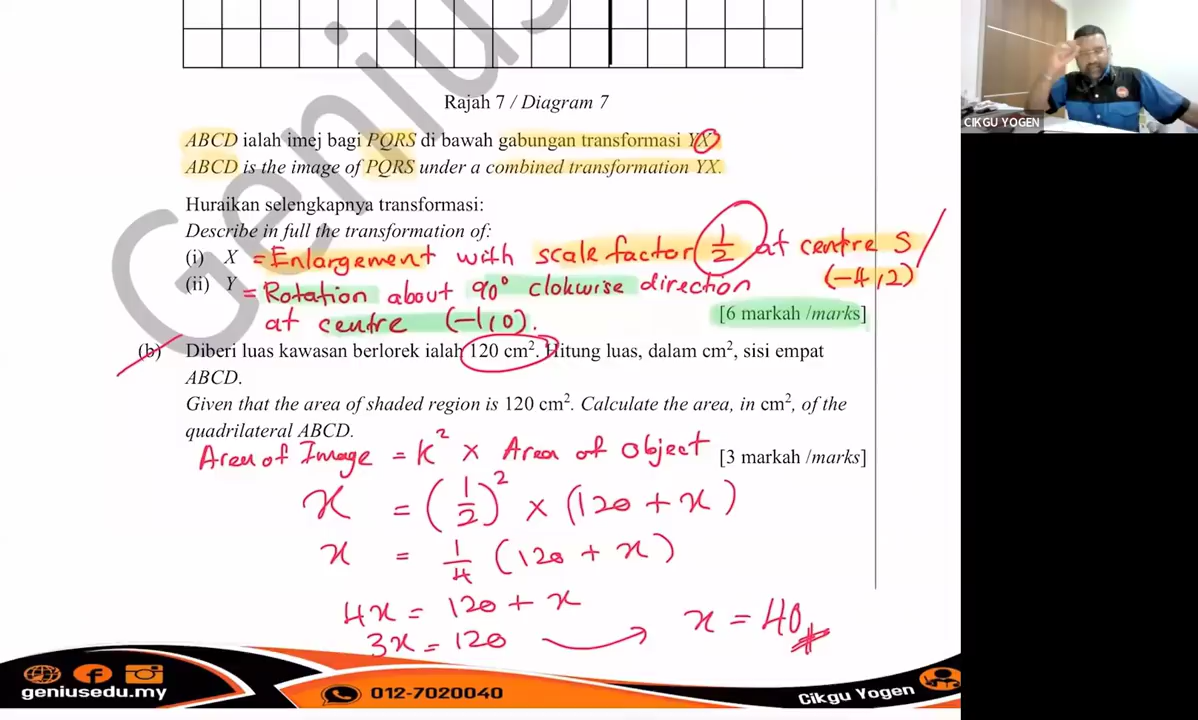 Rajah 7 / Diagram 7
ABCD ialah imej bagi PQRS di bawah gabungan transformasi YX.
ABCD is the image of PQRS under a combined transformation YX.
Huraikan selengkapnya transformasi:
Describe in full the transformation of:
(i) X = Enlargement with scale factor 1/2 at centre S
(-4,2)
(ii) Y = Rotation about 90° clokwise direction
at centre (-1,0).
[6 markah /marks]
(b) Diberi luas kawasan berlorek ialah 120 cm². Hitung luas, dalam cm², sisi empat
ABCD.
Given that the area of shaded region is 120 cm². Calculate the area, in cm², of the
quadrilateral ABCD.
Area of Image = k² × Area of Object
[3 markah /marks]
x = (1/2)² × (120 + x)
x = 1/4 (120 + x)
4x = 120 + x
3x = 120
x = 40
Genius
geniusedu.my
012-7020040
Cikgu Yogen
CIKGU YOGEN